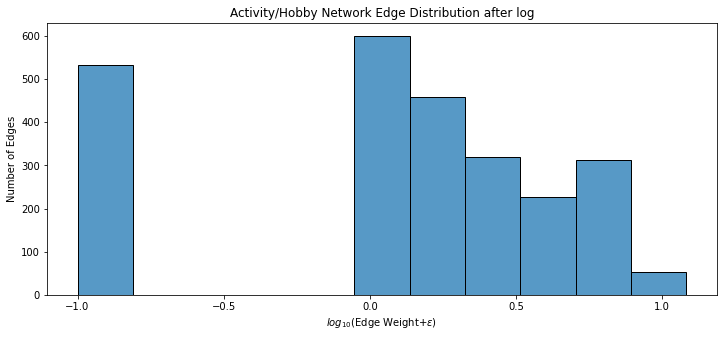 Activity/Hobby Network Edge Distribution after log
600
500
400
300
200
100
0
Number of Edges
−1.0 −0.5 0.0 0.5 1.0
log₁₀(Edge Weight+ε)